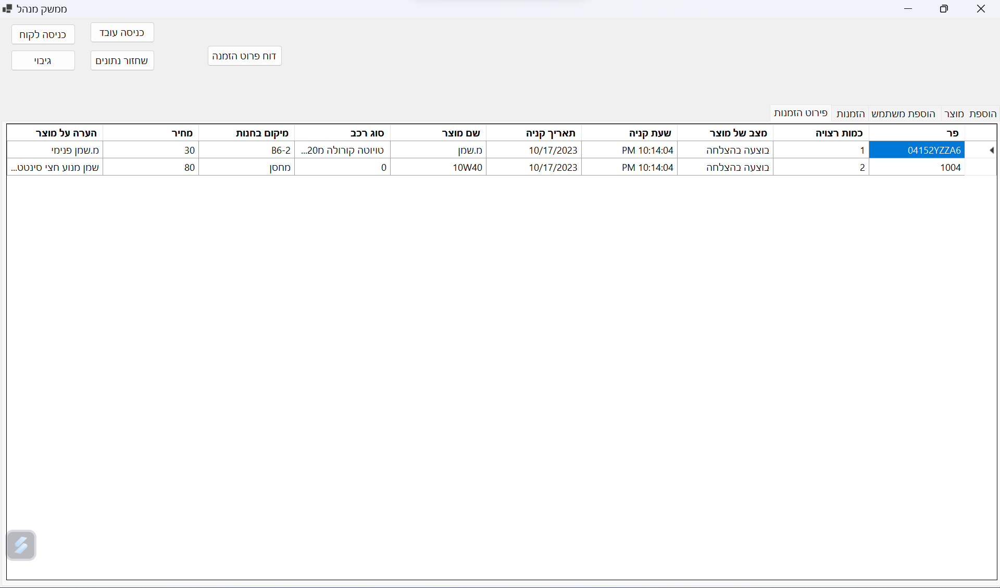 ממשק מנהל
כניסה עובד
כניסה לקוח
דוח פרוט הזמנה
שחזור נתונים
גיבוי
הוספת מוצר
הוספת משתמש
הזמנות
פירוט הזמנות
פר כמות רצויה מצב של מוצר שעת קניה תאריך קניה שם מוצר סוג רכב מיקום בחנות מחיר הערה על מוצר
04152YZZA6 1 בוצעה בהצלחה 10:14:04 PM 10/17/2023 מ.שמן טויוטה קורולה מ20... B6-2 30 מ.שמן פנימי
1004 2 בוצעה בהצלחה 10:14:04 PM 10/17/2023 10W40 0 מחסן 80 שמן מנוע חצי סינטט...